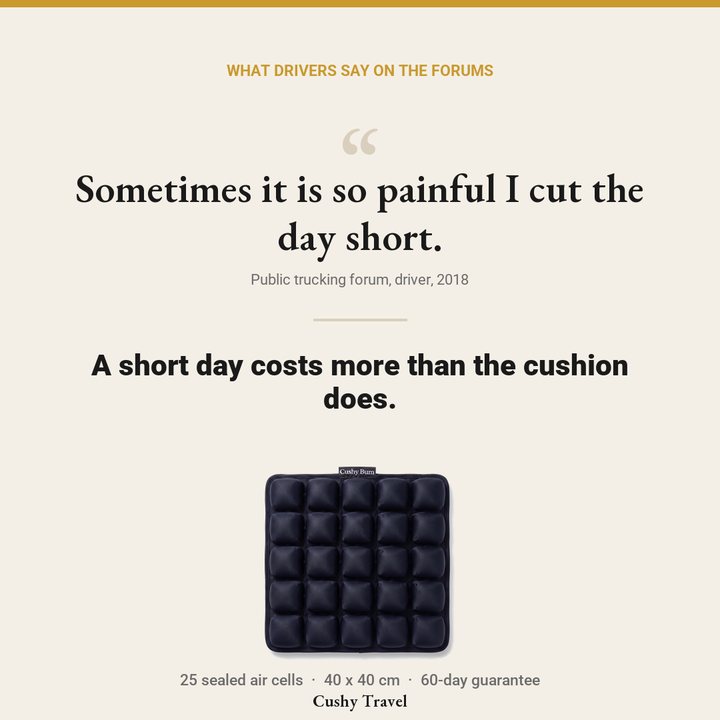 WHAT DRIVERS SAY ON THE FORUMS
“
Sometimes it is so painful I cut the
day short.
Public trucking forum, driver, 2018
A short day costs more than the cushion
does.
Cushy Bum
25 sealed air cells · 40 x 40 cm · 60-day guarantee
Cushy Travel